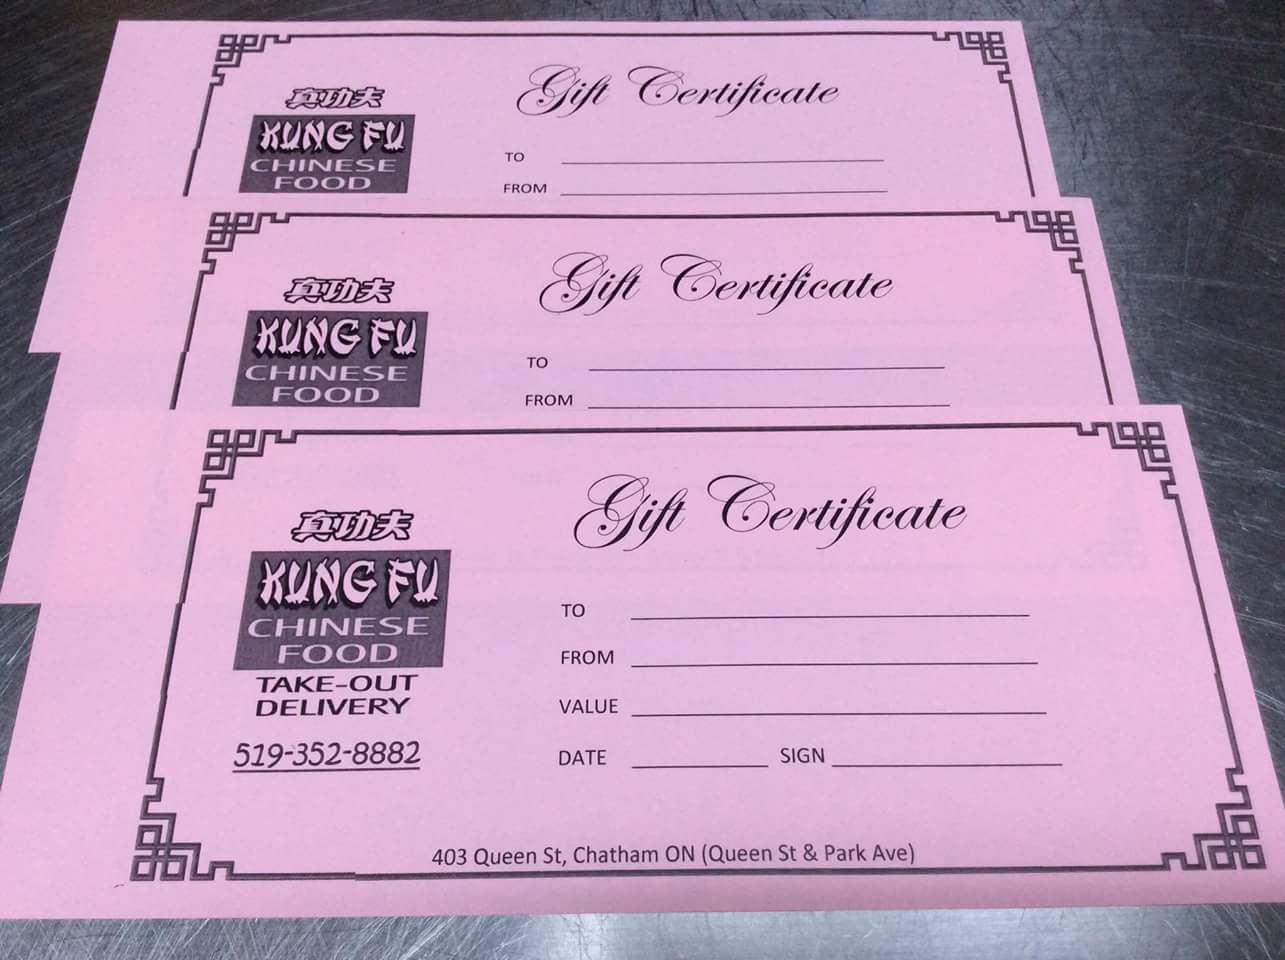 真功夫
KUNG FU
CHINESE
FOOD
Gift Certificate
TO
FROM
真功夫
KUNG FU
CHINESE
FOOD
Gift Certificate
TO
FROM
真功夫
KUNG FU
CHINESE
FOOD
TAKE-OUT
DELIVERY
519-352-8882
Gift Certificate
TO
FROM
VALUE
DATE SIGN
403 Queen St, Chatham ON (Queen St & Park Ave)